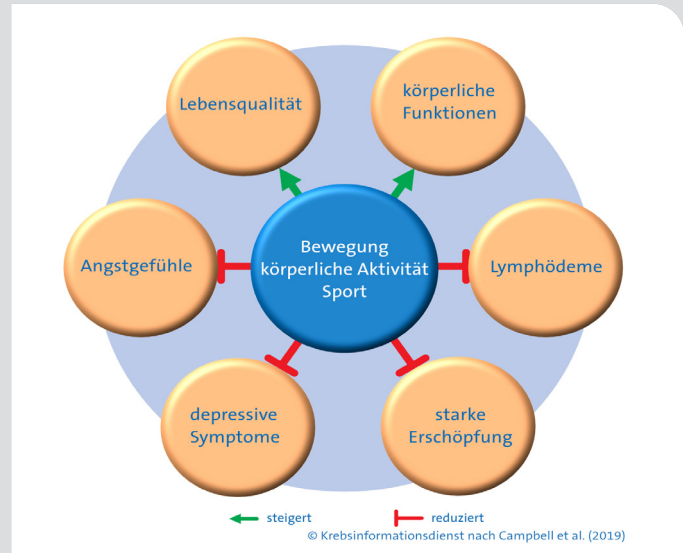 Lebensqualität
körperliche
Funktionen
Angstgefühle
Bewegung
körperliche Aktivität
Sport
Lymphödeme
depressive
Symptome
starke
Erschöpfung
steigert
reduziert
© Krebsinformationsdienst nach Campbell et al. (2019)